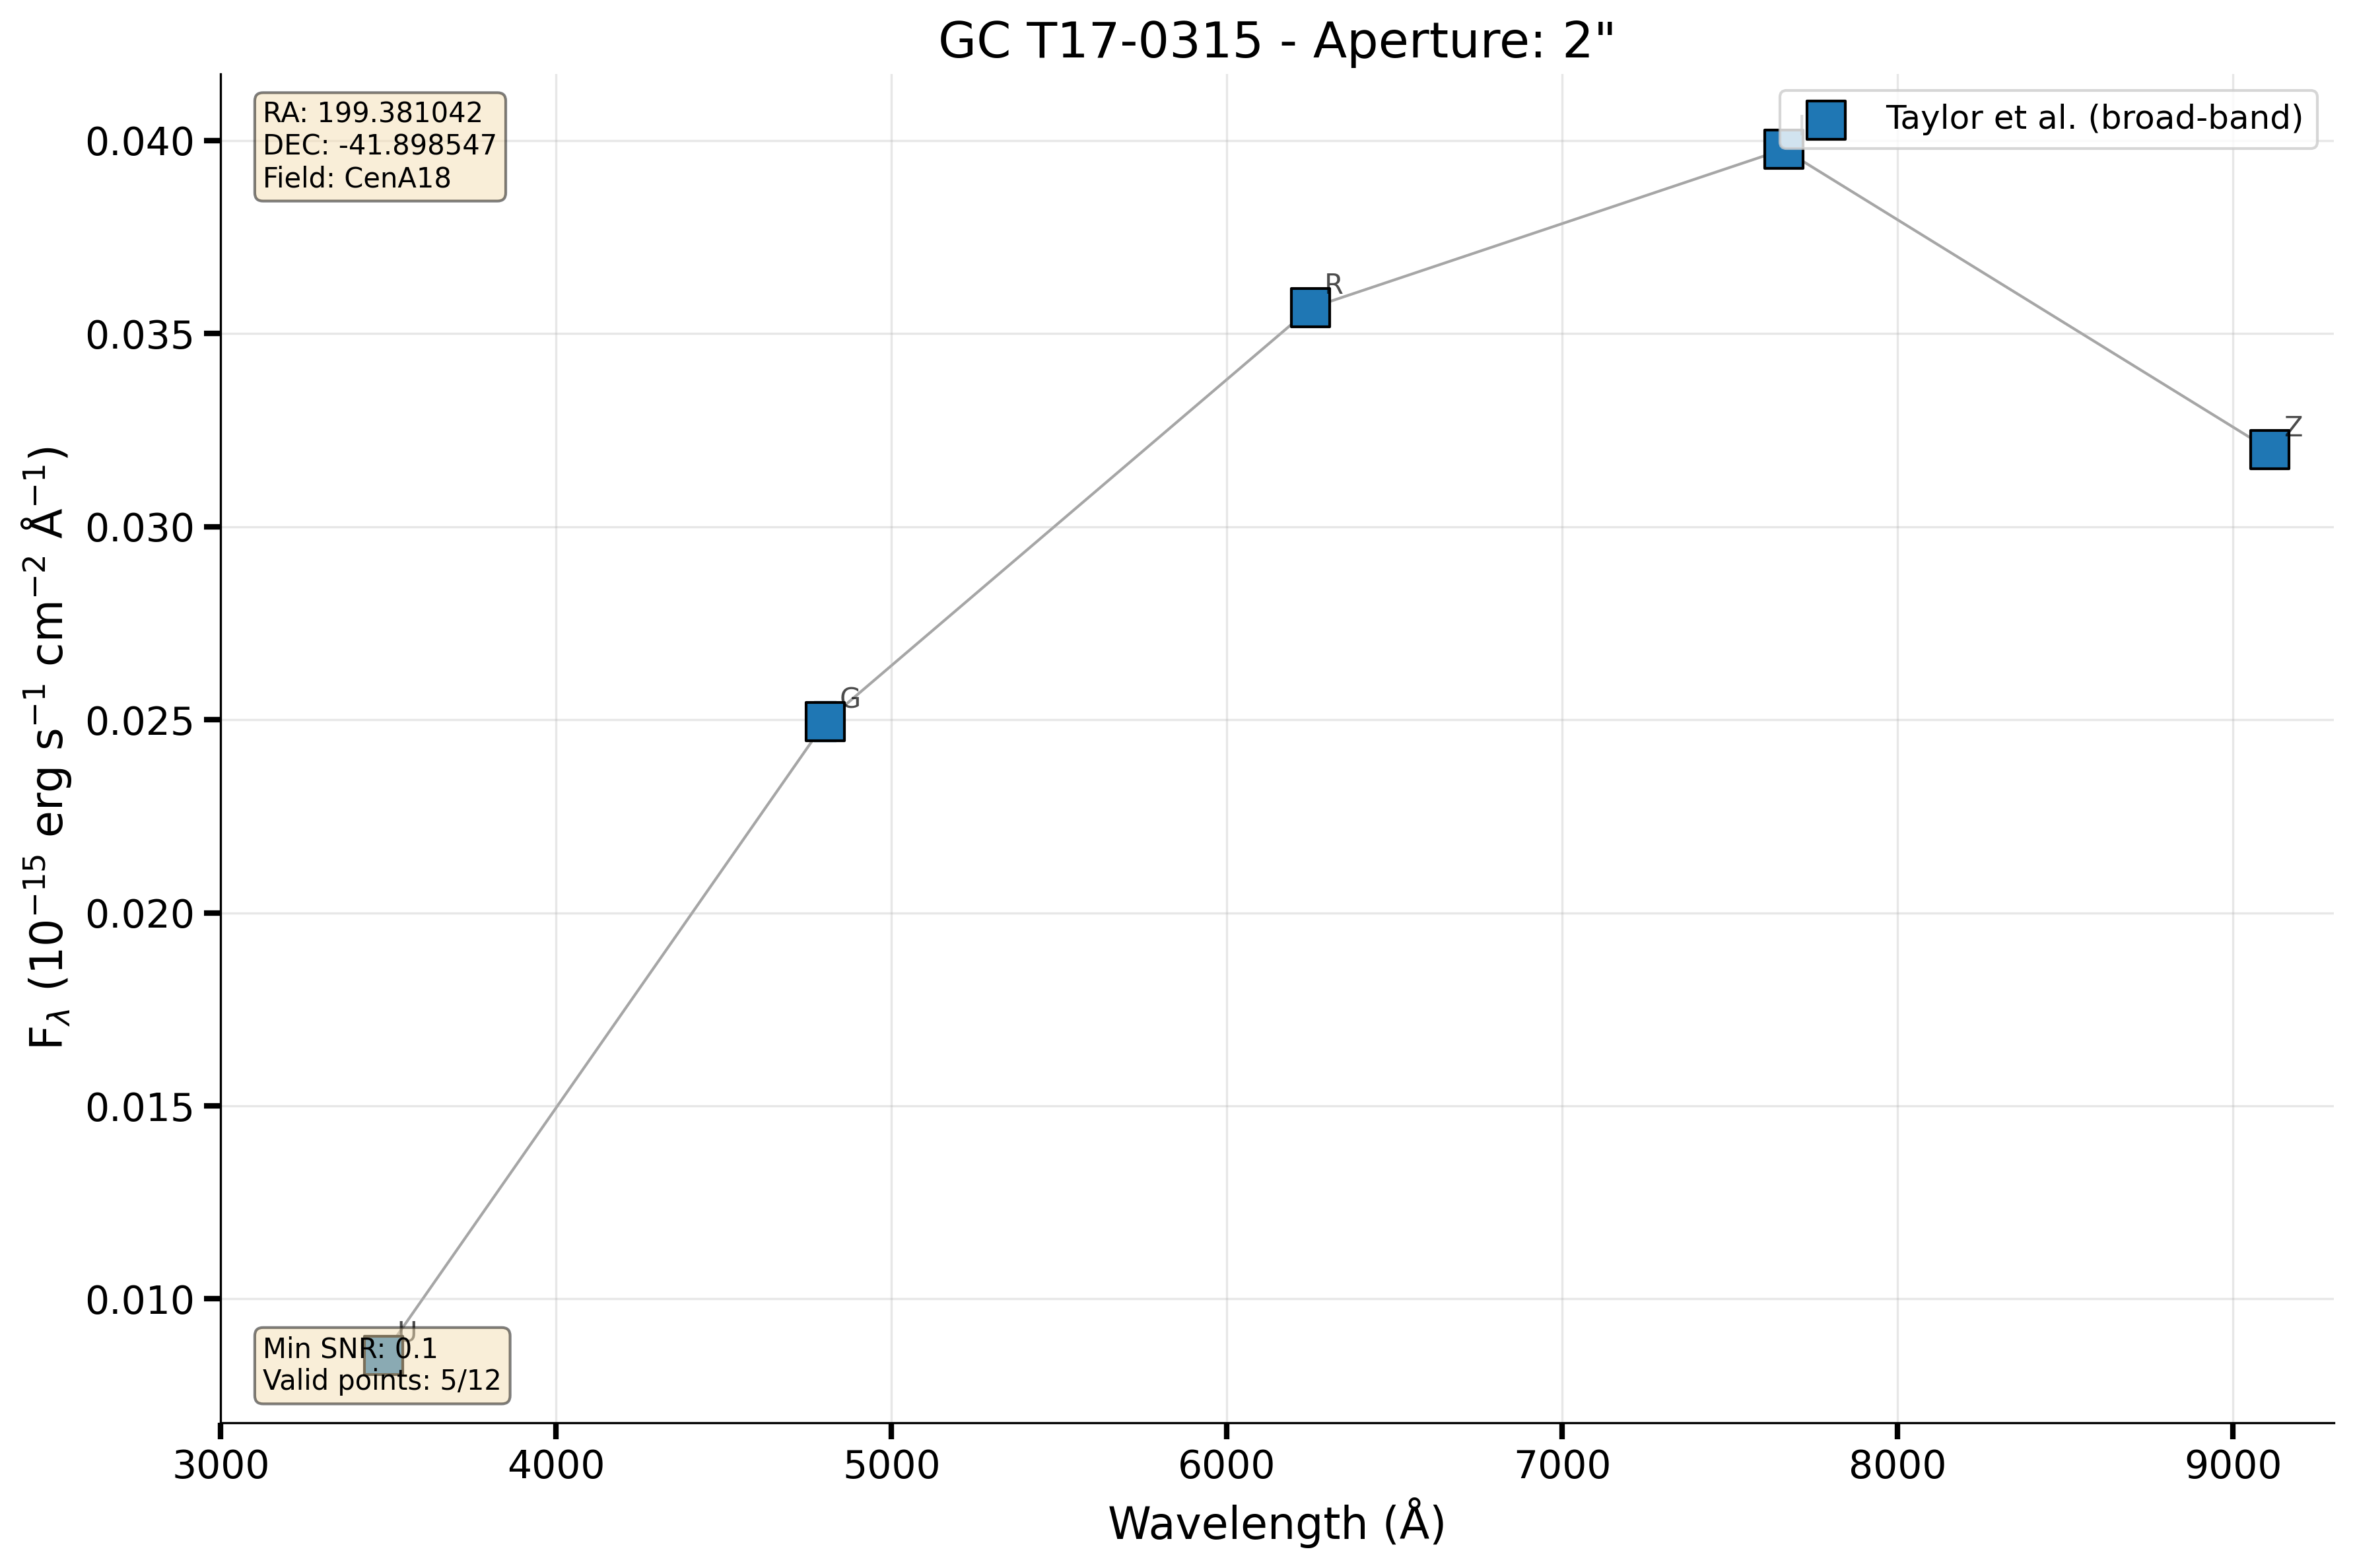 GC T17-0315 - Aperture: 2"
RA: 199.381042
DEC: -41.898547
Field: CenA18
Taylor et al. (broad-band)
I
R
Z
G
U
Min SNR: 0.1
Valid points: 5/12
F_λ (10⁻¹⁵ erg s⁻¹ cm⁻² Å⁻¹)
0.040
0.035
0.030
0.025
0.020
0.015
0.010
3000 4000 5000 6000 7000 8000 9000
Wavelength (Å)